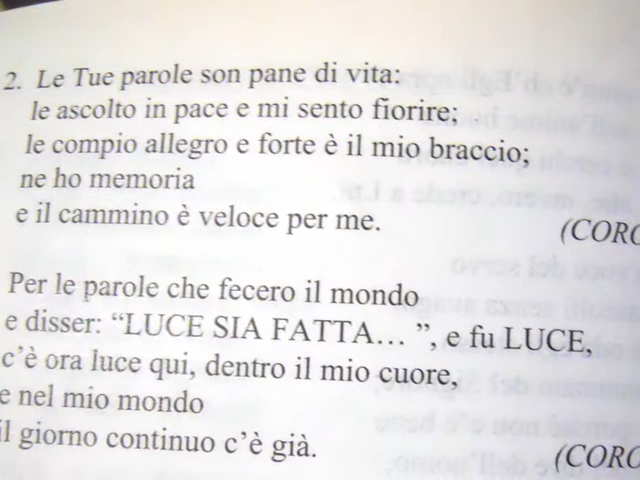 2. Le Tue parole son pane di vita:
le ascolto in pace e mi sento fiorire;
le compio allegro e forte è il mio braccio;
ne ho memoria
e il cammino è veloce per me.
(CORO
Per le parole che fecero il mondo
e disser: “LUCE SIA FATTA... ”, e fu LUCE,
c’è ora luce qui, dentro il mio cuore,
e nel mio mondo
il giorno continuo c’è già.
(CORO